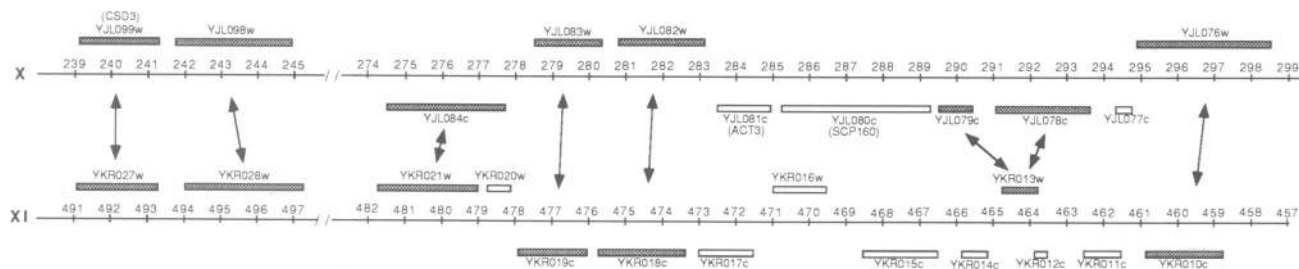 (CSD3)
YJL099w YJL098w YJL083w YJL082w YJL076w
X 239 240 241 242 243 244 245 // 274 275 276 277 278 279 280 281 282 283 284 285 286 287 288 289 290 291 292 293 294 295 296 297 298 299
YJL084c YJL081c YJL080c YJL079c YJL078c YJL077c
(ACT3) (SCP160)
YKR027w YKR028w YKR021w YKR020w YKR016w YKR013w
XI 491 492 493 494 495 496 497 // 482 481 480 479 478 477 476 475 474 473 472 471 470 469 468 467 466 465 464 463 462 461 460 459 458 457
YKR019c YKR018c YKR017c YKR015c YKR014c YKR012c YKR011c YKR010c